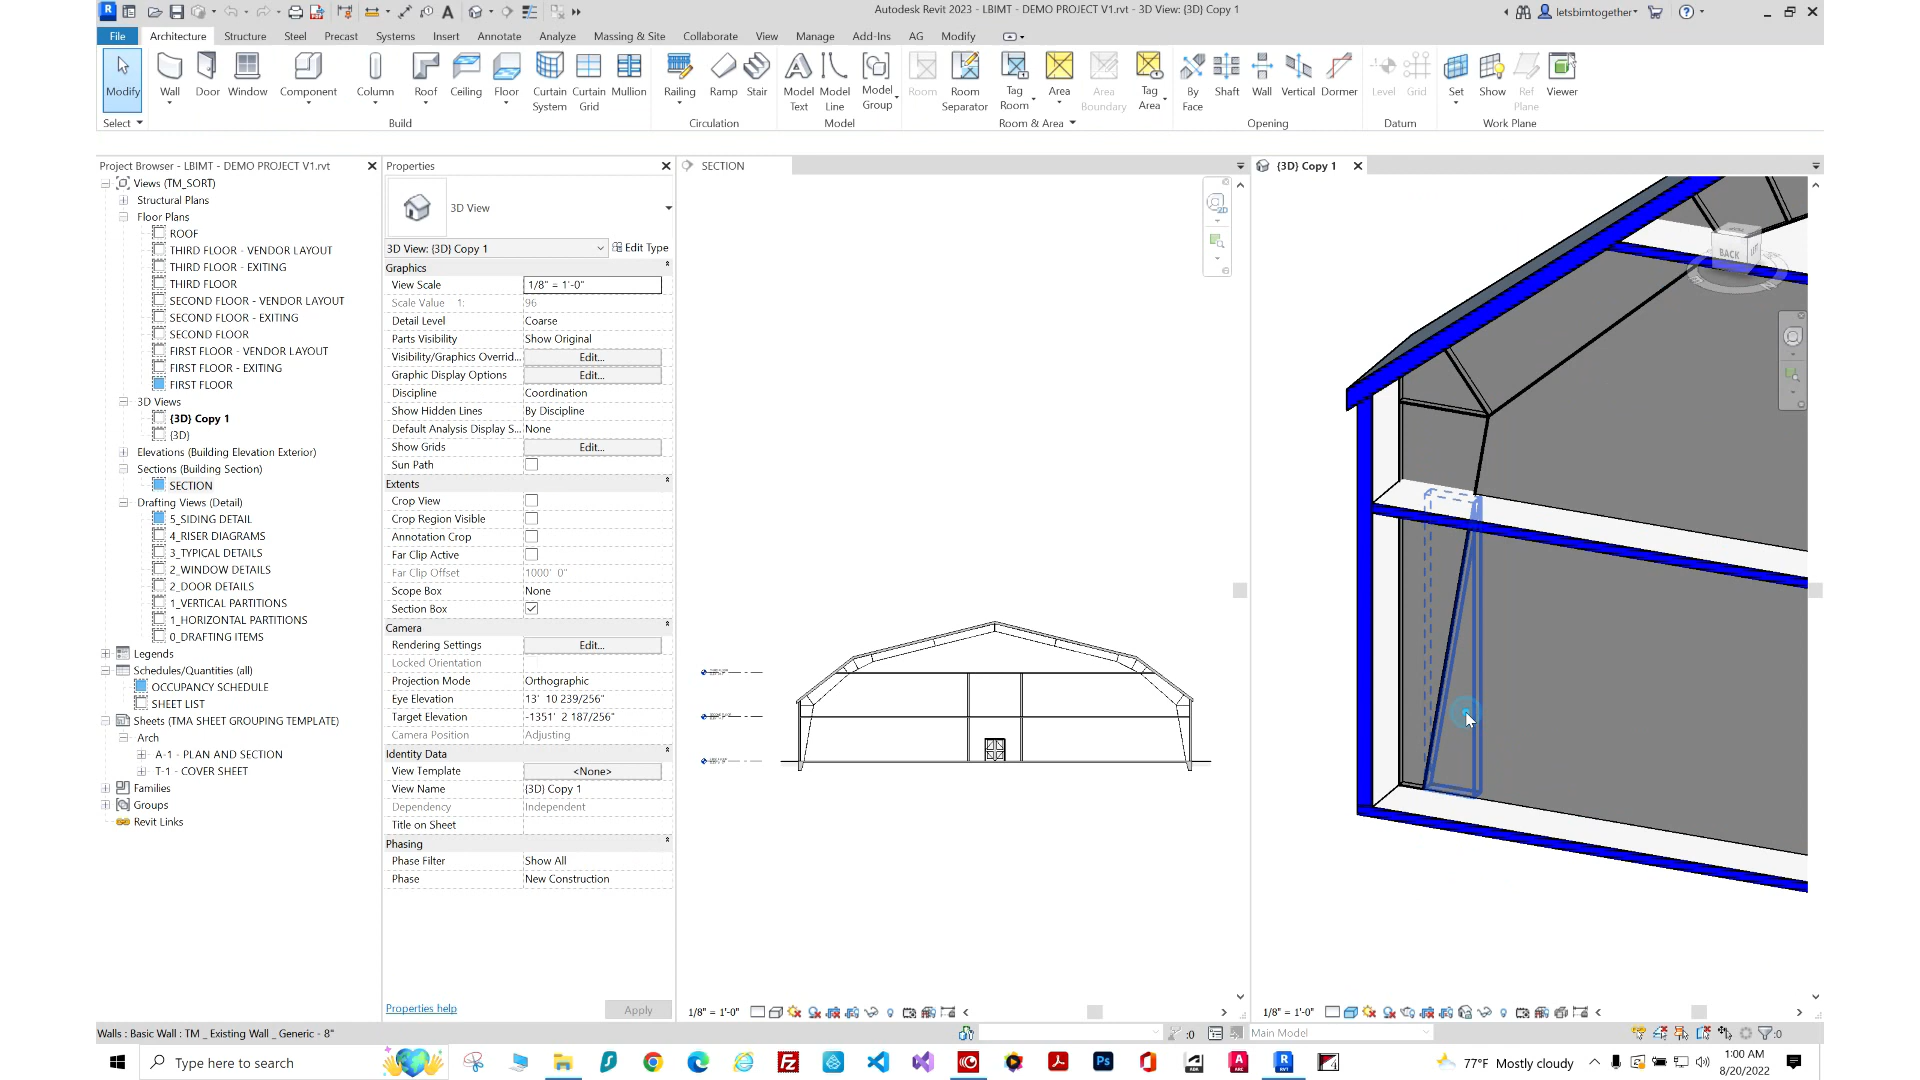 Autodesk Revit 2023 - LBIMT - DEMO PROJECT V1.rvt - 3D View: {3D} Copy 1
letsbimtogether
File Architecture Structure Steel Precast Systems Insert Annotate Analyze Massing & Site Collaborate View Manage Add-Ins AG Modify
Modify Wall Door Window Component Column Roof Ceiling Floor Curtain System Curtain Grid Mullion Railing Ramp Stair Model Text Model Line Model Group Room Room Separator Tag Room Area Area Boundary Tag Area By Face Shaft Wall Vertical Dormer Level Grid Set Show Ref Plane Viewer
Select Build Circulation Model Room & Area Opening Datum Work Plane
Project Browser - LBIMT - DEMO PROJECT V1.rvt
Views (TM_SORT)
Structural Plans
Floor Plans
ROOF
THIRD FLOOR - VENDOR LAYOUT
THIRD FLOOR - EXITING
THIRD FLOOR
SECOND FLOOR - VENDOR LAYOUT
SECOND FLOOR - EXITING
SECOND FLOOR
FIRST FLOOR - VENDOR LAYOUT
FIRST FLOOR - EXITING
FIRST FLOOR
3D Views
{3D} Copy 1
{3D}
Elevations (Building Elevation Exterior)
Sections (Building Section)
SECTION
Drafting Views (Detail)
5_SIDING DETAIL
4_RISER DIAGRAMS
3_TYPICAL DETAILS
2_WINDOW DETAILS
2_DOOR DETAILS
1_VERTICAL PARTITIONS
1_HORIZONTAL PARTITIONS
0_DRAFTING ITEMS
Legends
Schedules/Quantities (all)
OCCUPANCY SCHEDULE
SHEET LIST
Sheets (TMA SHEET GROUPING TEMPLATE)
Arch
A-1 - PLAN AND SECTION
T-1 - COVER SHEET
Families
Groups
Revit Links
Properties
3D View
3D View: {3D} Copy 1 Edit Type
Graphics
View Scale 1/8" = 1'-0"
Scale Value 1: 96
Detail Level Coarse
Parts Visibility Show Original
Visibility/Graphics Overrid... Edit...
Graphic Display Options Edit...
Discipline Coordination
Show Hidden Lines By Discipline
Default Analysis Display S... None
Show Grids Edit...
Sun Path
Extents
Crop View
Crop Region Visible
Annotation Crop
Far Clip Active
Far Clip Offset 1000' 0"
Scope Box None
Section Box
Camera
Rendering Settings Edit...
Locked Orientation
Projection Mode Orthographic
Eye Elevation 13' 10 239/256"
Target Elevation -1351' 2 187/256"
Camera Position Adjusting
Identity Data
View Template <None>
View Name {3D} Copy 1
Dependency Independent
Title on Sheet
Phasing
Phase Filter Show All
Phase New Construction
Properties help Apply
SECTION
2D
1/8" = 1'-0"
{3D} Copy 1
BACK
1/8" = 1'-0"
Walls : Basic Wall : TM _ Existing Wall _ Generic - 8"
:0 Main Model :0
Type here to search
77°F Mostly cloudy
1:00 AM
8/20/2022